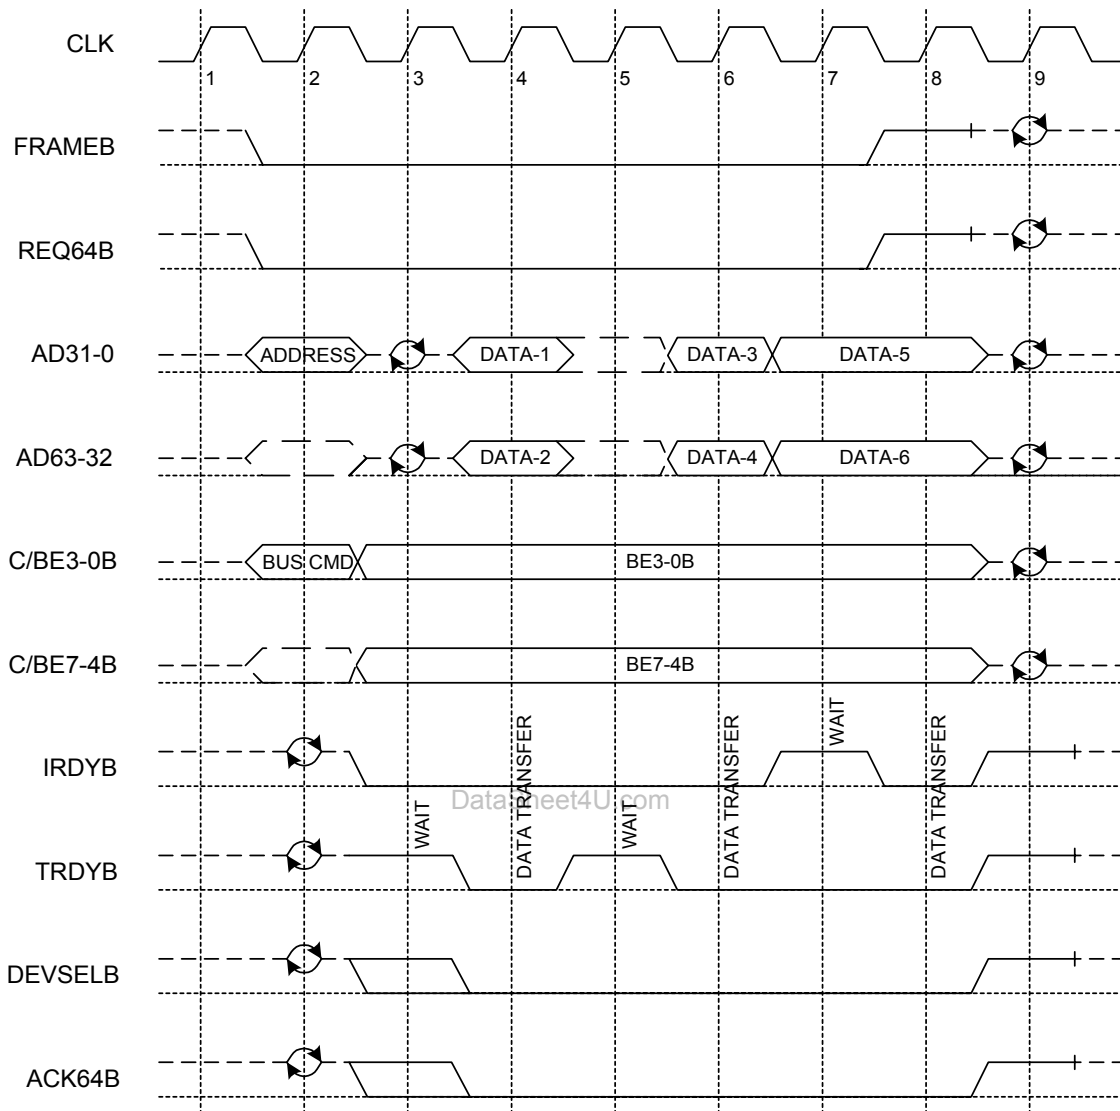 CLK
1 2 3 4 5 6 7 8 9
FRAMEB
REQ64B
AD31-0
ADDRESS DATA-1 DATA-3 DATA-5
AD63-32
DATA-2 DATA-4 DATA-6
C/BE3-0B
BUS CMD BE3-0B
C/BE7-4B
BE7-4B
IRDYB
WAIT
DATA TRANSFER
WAIT
DATA TRANSFER
WAIT
DATA TRANSFER
DataSheet4U.com
TRDYB
DEVSELB
ACK64B